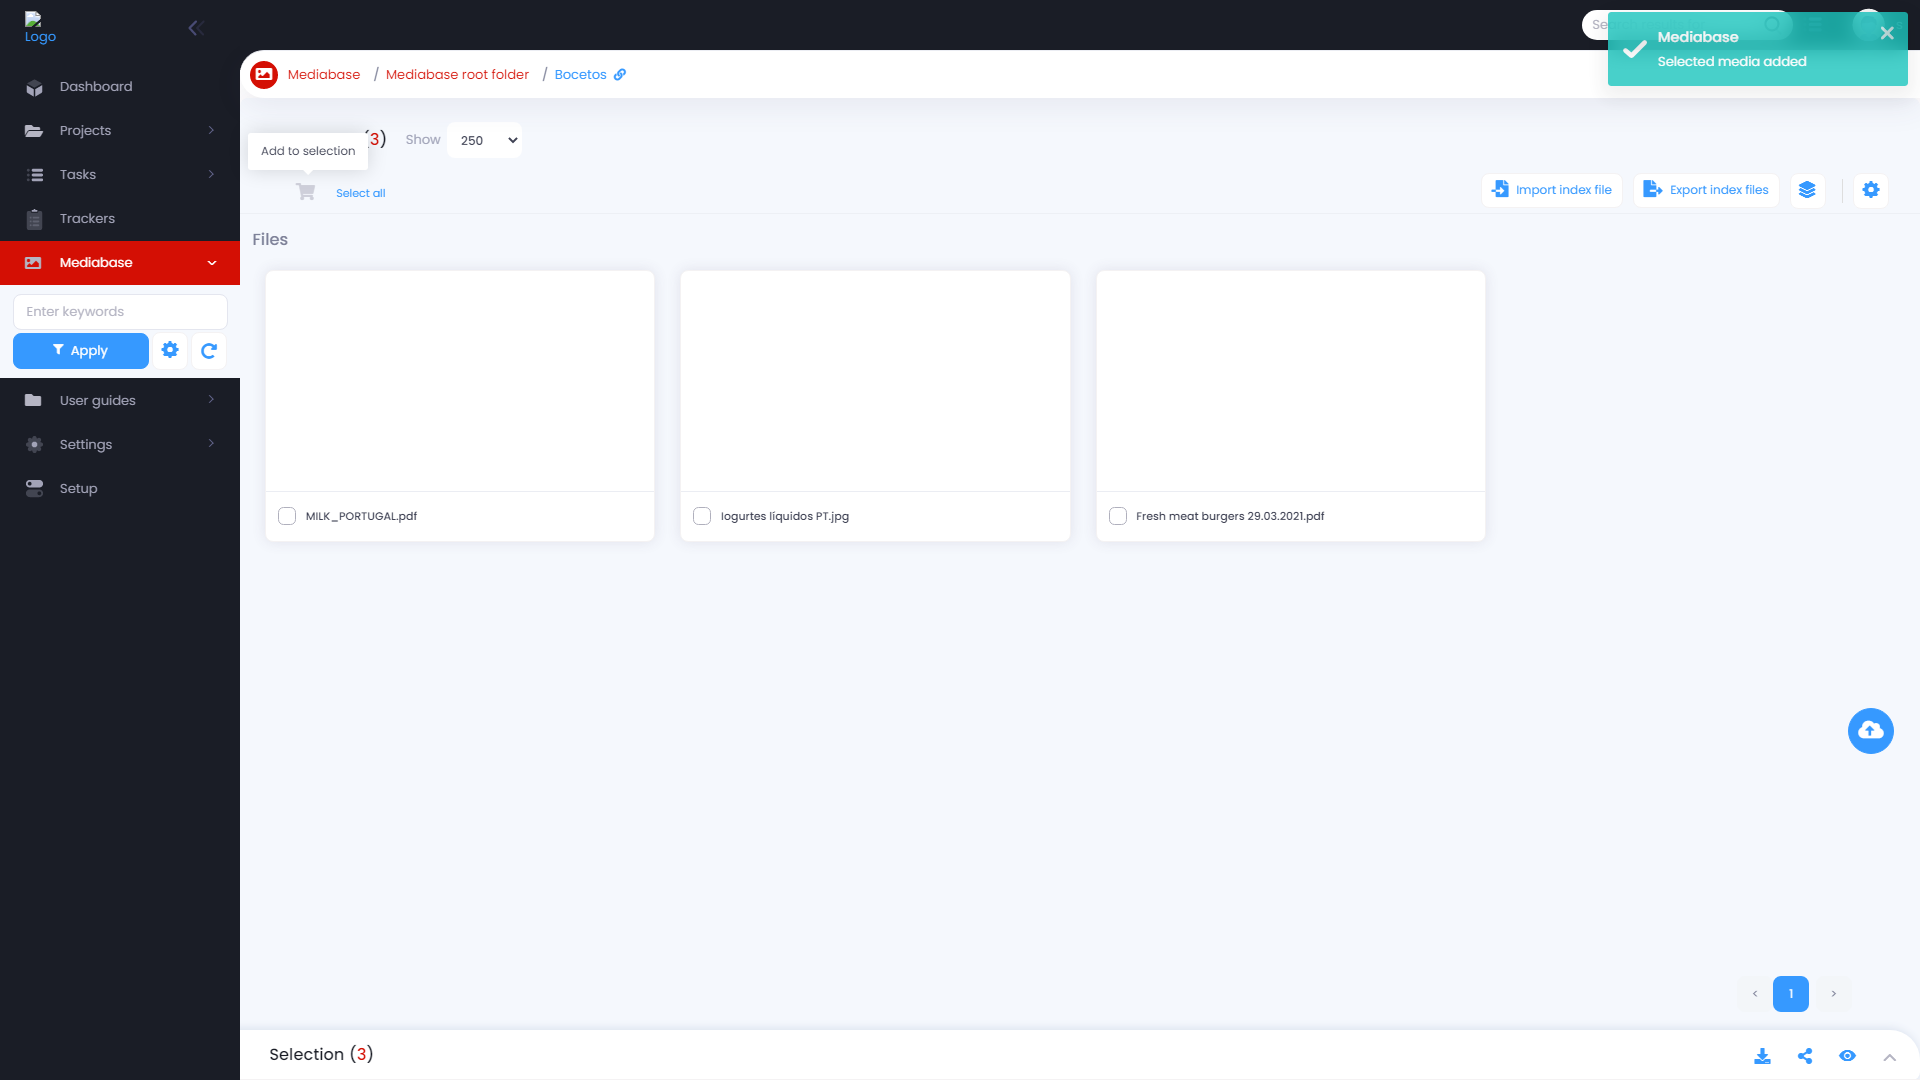 Logo
Mediabase
Selected media added
Dashboard
Projects
Tasks
Trackers
Mediabase
Enter keywords
Apply
User guides
Settings
Setup
Mediabase / Mediabase root folder / Bocetos
(3)
Show
250
Add to selection
Select all
Import index file
Export index files
Files
MILK_PORTUGAL.pdf
Iogurtes líquidos PT.jpg
Fresh meat burgers 29.03.2021.pdf
< 1 >
Selection (3)